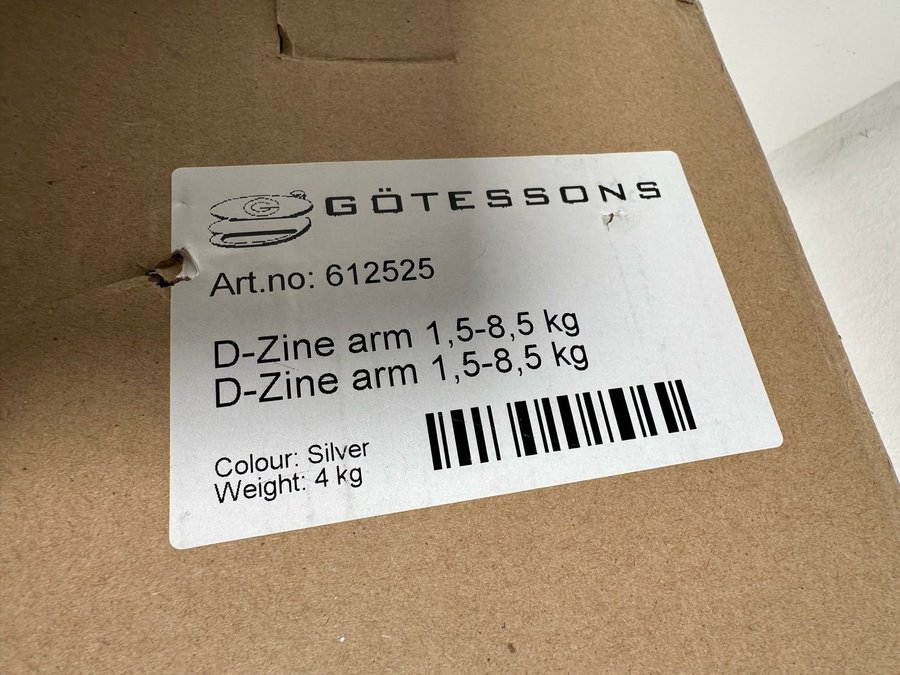 GÖTESSONS
Art.no: 612525
D-Zine arm 1,5-8,5 kg
D-Zine arm 1,5-8,5 kg
Colour: Silver
Weight: 4 kg